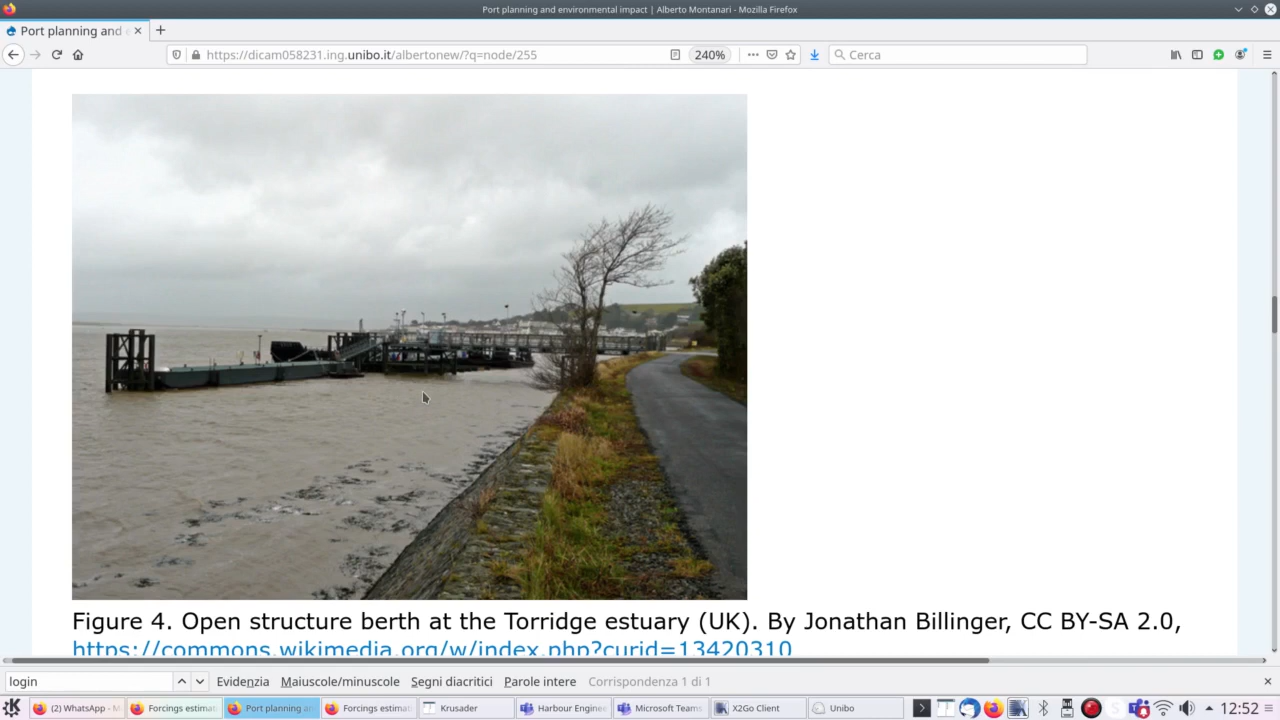 Port planning and environmental impact | Alberto Montanari - Mozilla Firefox
Port planning and e
https://dicam058231.ing.unibo.it/albertonew/?q=node/255
240%
Cerca
Figure 4. Open structure berth at the Torridge estuary (UK). By Jonathan Billinger, CC BY-SA 2.0,
https://commons.wikimedia.org/w/index.php?curid=13420310
login
Evidenzia
Maiuscole/minuscole
Segni diacritici
Parole intere
Corrispondenza 1 di 1
(2) WhatsApp - M
Forcings estimat
Port planning an
Forcings estimat
Krusader
Harbour Enginee
Microsoft Teams
X2Go Client
Unibo
12:52